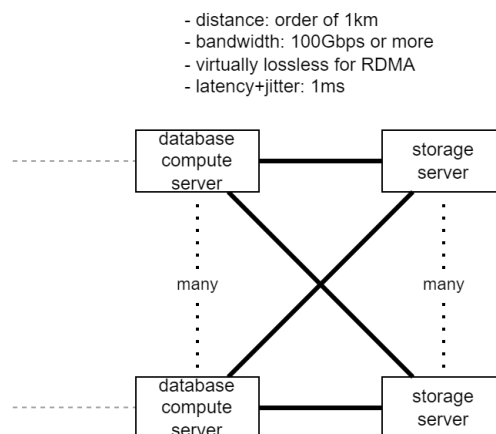 - distance: order of 1km
- bandwidth: 100Gbps or more
- virtually lossless for RDMA
- latency+jitter: 1ms
database
compute
server
storage
server
many
many
database
compute
server
storage
server